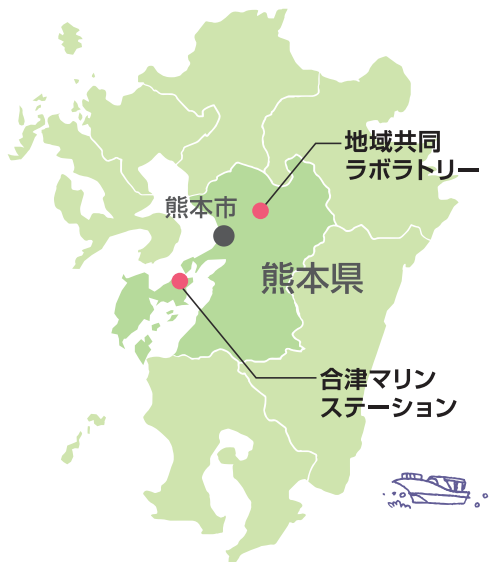 地域共同
ラボラトリー
熊本市
熊本県
合津マリン
ステーション